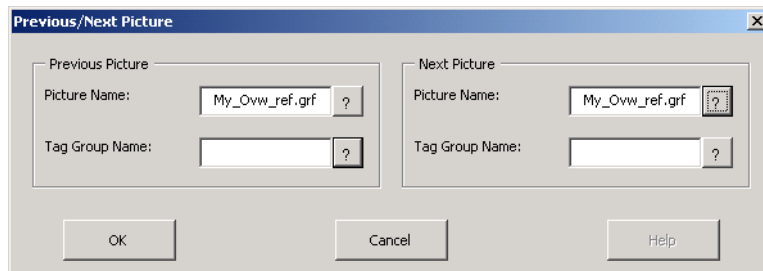 Previous/Next Picture
Previous Picture
Picture Name: My_Ovw_ref.grf ?
Tag Group Name: ?
Next Picture
Picture Name: My_Ovw_ref.grf ?
Tag Group Name: ?
OK Cancel Help